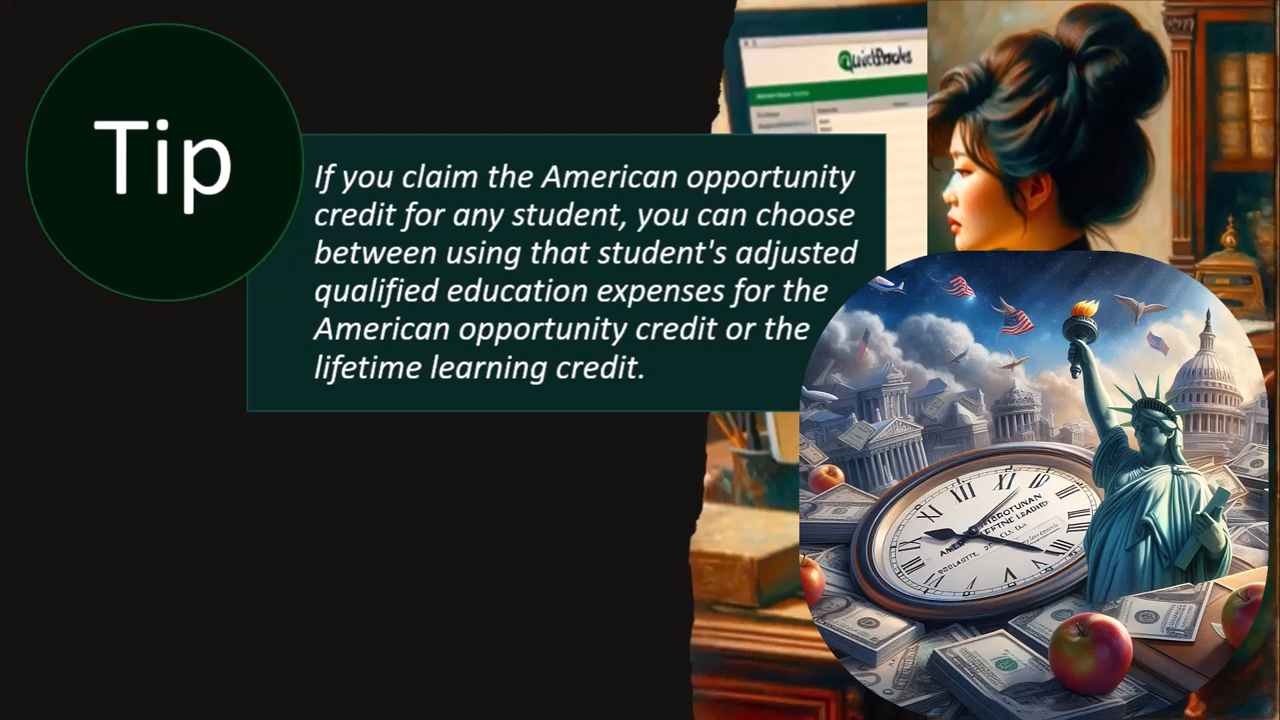 Tip
If you claim the American opportunity
credit for any student, you can choose
between using that student's adjusted
qualified education expenses for the
American opportunity credit or the
lifetime learning credit.
QuickBooks